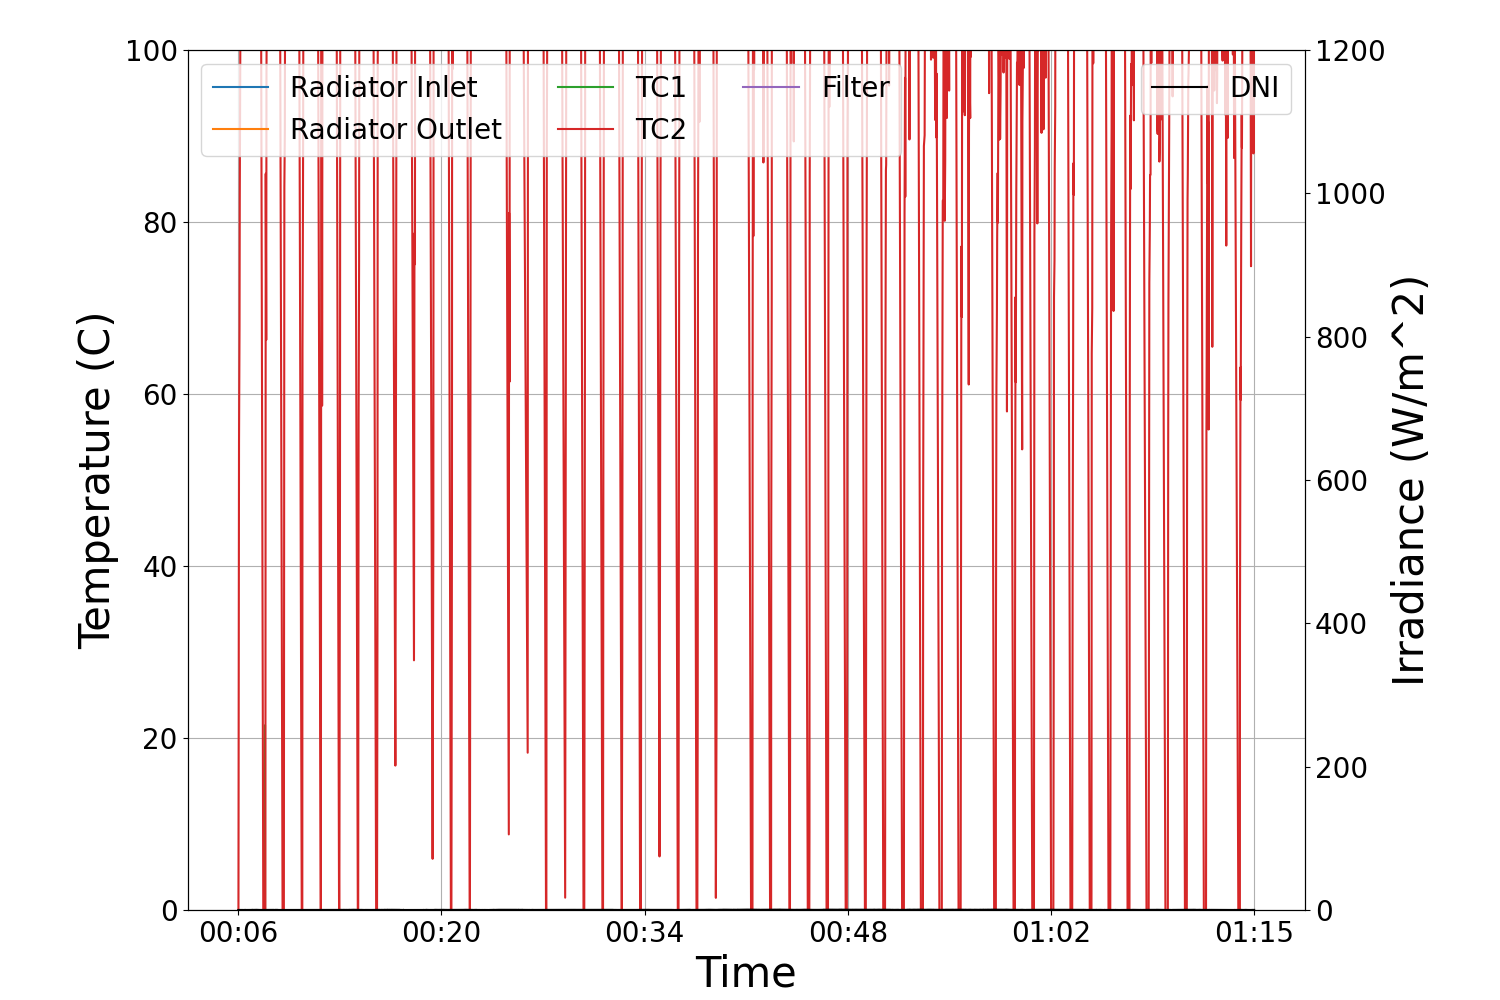 100
80
60
40
20
0
Temperature (C)
Radiator Inlet
Radiator Outlet
TC1
TC2
Filter
DNI
1200
1000
800
600
400
200
0
Irradiance (W/m^2)
00:06 00:20 00:34 00:48 01:02 01:15
Time